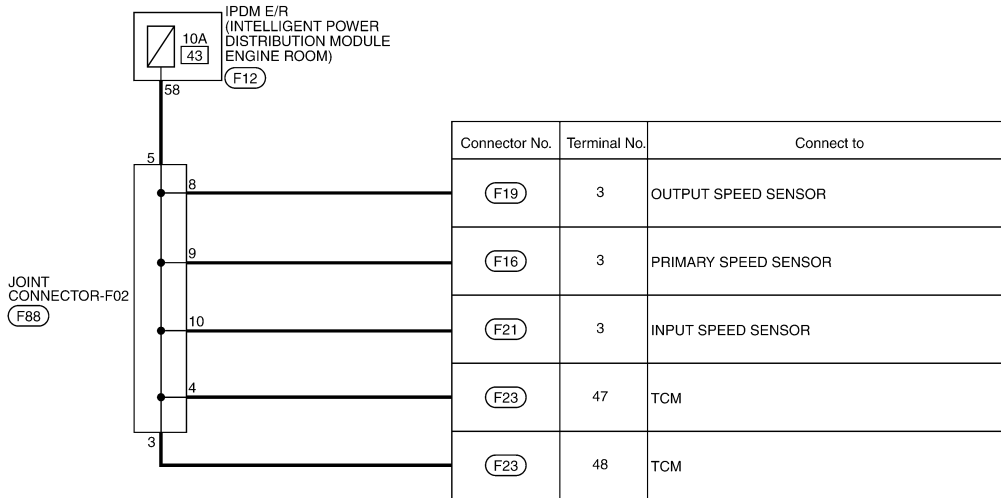 IPDM E/R
(INTELLIGENT POWER
DISTRIBUTION MODULE
ENGINE ROOM)
10A
43
F12
58
5
8
9
10
4
3
JOINT
CONNECTOR-F02
F88
Connector No. Terminal No. Connect to
F19 3 OUTPUT SPEED SENSOR
F16 3 PRIMARY SPEED SENSOR
F21 3 INPUT SPEED SENSOR
F23 47 TCM
F23 48 TCM